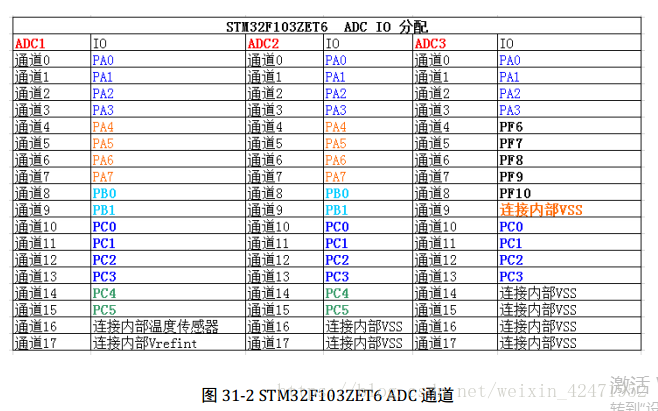 STM32F103ZET6 ADC IO 分配
ADC1 IO ADC2 IO ADC3 IO
通道0 PA0 通道0 PA0 通道0 PA0
通道1 PA1 通道1 PA1 通道1 PA1
通道2 PA2 通道2 PA2 通道2 PA2
通道3 PA3 通道3 PA3 通道3 PA3
通道4 PA4 通道4 PA4 通道4 PF6
通道5 PA5 通道5 PA5 通道5 PF7
通道6 PA6 通道6 PA6 通道6 PF8
通道7 PA7 通道7 PA7 通道7 PF9
通道8 PB0 通道8 PB0 通道8 PF10
通道9 PB1 通道9 PB1 通道9 连接内部VSS
通道10 PC0 通道10 PC0 通道10 PC0
通道11 PC1 通道11 PC1 通道11 PC1
通道12 PC2 通道12 PC2 通道12 PC2
通道13 PC3 通道13 PC3 通道13 PC3
通道14 PC4 通道14 PC4 通道14 连接内部VSS
通道15 PC5 通道15 PC5 通道15 连接内部VSS
通道16 连接内部温度传感器 通道16 连接内部VSS 通道16 连接内部VSS
通道17 连接内部Vrefint 通道17 连接内部VSS 通道17 连接内部VSS
激活
图 31-2 STM32F103ZET6 ADC 通道
转到"设